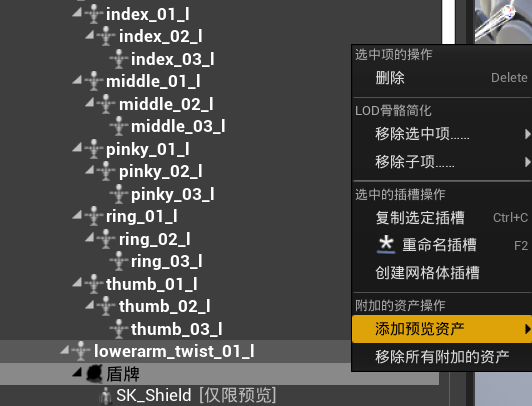 index_01_l
index_02_l
index_03_l
middle_01_l
middle_02_l
middle_03_l
pinky_01_l
pinky_02_l
pinky_03_l
ring_01_l
ring_02_l
ring_03_l
thumb_01_l
thumb_02_l
thumb_03_l
lowerarm_twist_01_l
盾牌
SK_Shield [仅限预览]
选中项的操作
删除 Delete
LOD骨骼简化
移除选中项......
移除子项......
选中的插槽操作
复制选定插槽 Ctrl+C
重命名插槽 F2
创建网格体插槽
附加的资产操作
添加预览资产
移除所有附加的资产